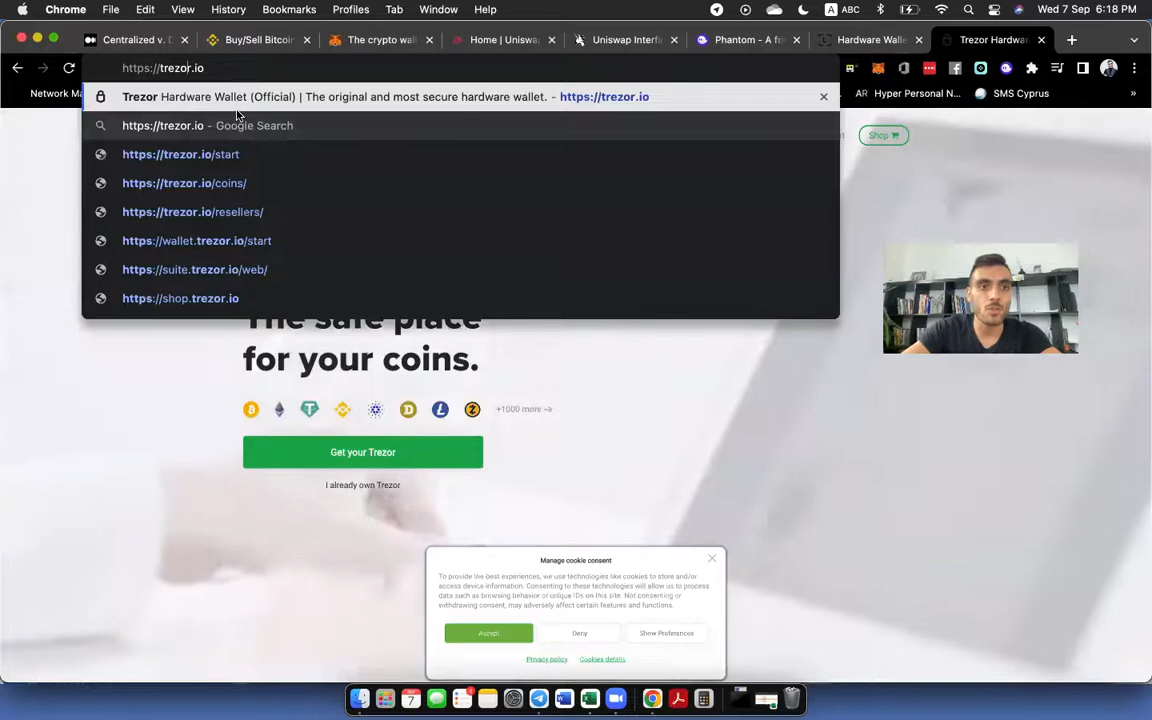 Chrome File Edit View History Bookmarks Profiles Tab Window Help
A ABC Wed 7 Sep 6:18 PM
Centralized v. D
Buy/Sell Bitcoin
The crypto wal
Home | Uniswa
Uniswap Interfa
Phantom - A fr
Hardware Walle
Trezor Hardwar
https://trezor.io
Trezor Hardware Wallet (Official) | The original and most secure hardware wallet. - https://trezor.io
Network Ma
AR Hyper Personal N...
SMS Cyprus
»
https://trezor.io - Google Search
Shop
https://trezor.io/start
https://trezor.io/coins/
https://trezor.io/resellers/
https://wallet.trezor.io/start
https://suite.trezor.io/web/
https://shop.trezor.io
The safe place
for your coins.
+1000 more
Get your Trezor
I already own Trezor
Manage cookie consent
To provide the best experiences, we use technologies like cookies to store and/or
access device information. Consenting to these technologies will allow us to process
data such as browsing behavior or unique IDs on this site. Not consenting or
withdrawing consent, may adversely affect certain features and functions.
Accept Deny Show Preferences
Privacy policy Cookies details